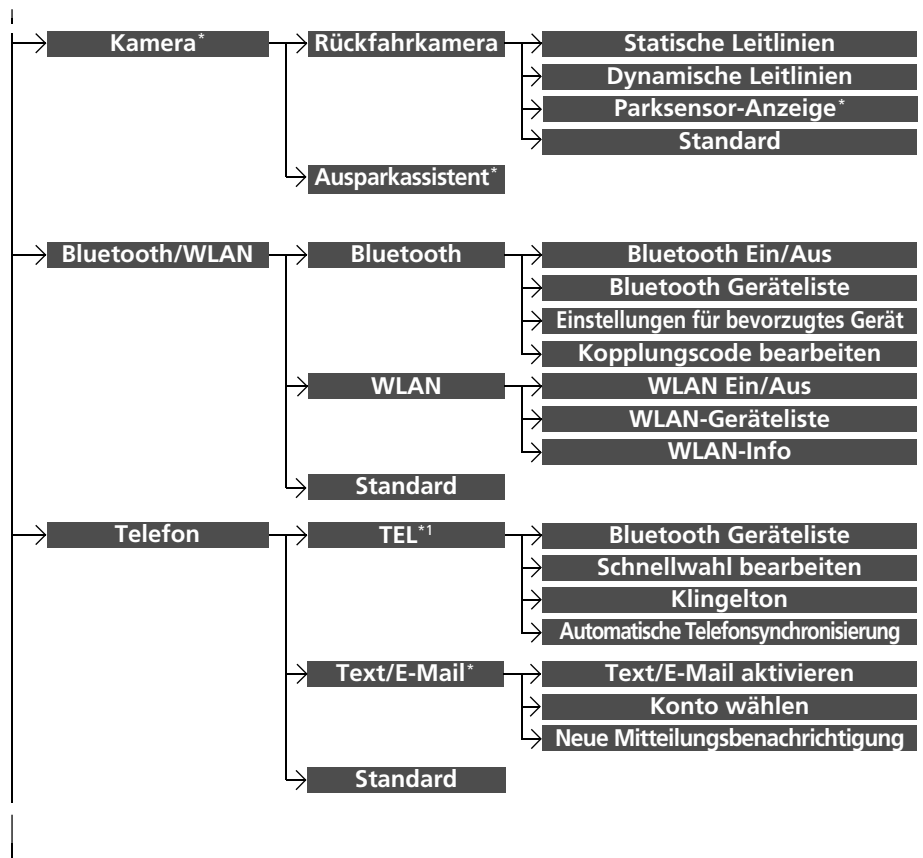 Kamera*
Rückfahrkamera
Statische Leitlinien
Dynamische Leitlinien
Parksensor-Anzeige*
Standard
Ausparkassistent*
Bluetooth/WLAN
Bluetooth
Bluetooth Ein/Aus
Bluetooth Geräteliste
Einstellungen für bevorzugtes Gerät
Kopplungscode bearbeiten
WLAN
WLAN Ein/Aus
WLAN-Geräteliste
WLAN-Info
Standard
Telefon
TEL*1
Bluetooth Geräteliste
Schnellwahl bearbeiten
Klingelton
Automatische Telefonsynchronisierung
Text/E-Mail*
Text/E-Mail aktivieren
Konto wählen
Neue Mitteilungsbenachrichtigung
Standard